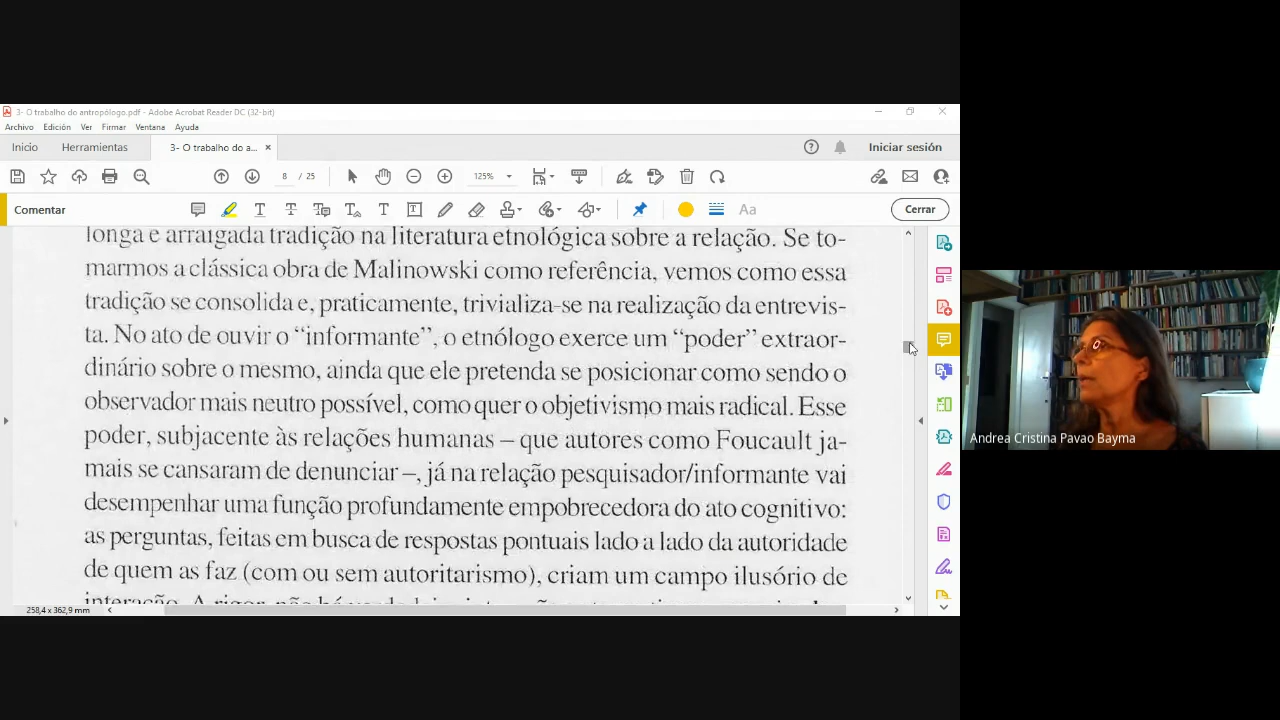 3- O trabalho do antropólogo.pdf - Adobe Acrobat Reader DC (32-bit)
Archivo Edición Ver Firmar Ventana Ayuda
Inicio Herramientas 3- O trabalho do a... × Iniciar sesión
8 / 25 125%
Comentar Aa Cerrar
longa e arraigada tradição na literatura etnológica sobre a relação. Se to-
marmos a clássica obra de Malinowski como referência, vemos como essa
tradição se consolida e, praticamente, trivializa-se na realização da entrevis-
ta. No ato de ouvir o “informante”, o etnólogo exerce um “poder” extraor-
dinário sobre o mesmo, ainda que ele pretenda se posicionar como sendo o
observador mais neutro possível, como quer o objetivismo mais radical. Esse
poder, subjacente às relações humanas – que autores como Foucault ja-
mais se cansaram de denunciar –, já na relação pesquisador/informante vai
desempenhar uma função profundamente empobrecedora do ato cognitivo:
as perguntas, feitas em busca de respostas pontuais lado a lado da autoridade
de quem as faz (com ou sem autoritarismo), criam um campo ilusório de
interação. A rigor, não há
258,4 x 362,9 mm
Andrea Cristina Pavao Bayma